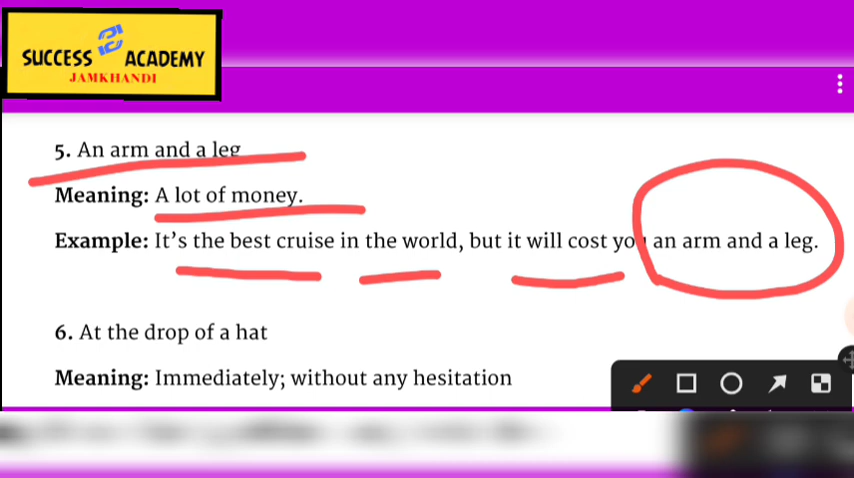 SUCCESS ACADEMY
JAMKHANDI
5. An arm and a leg
Meaning: A lot of money.
Example: It's the best cruise in the world, but it will cost you an arm and a leg.
6. At the drop of a hat
Meaning: Immediately; without any hesitation